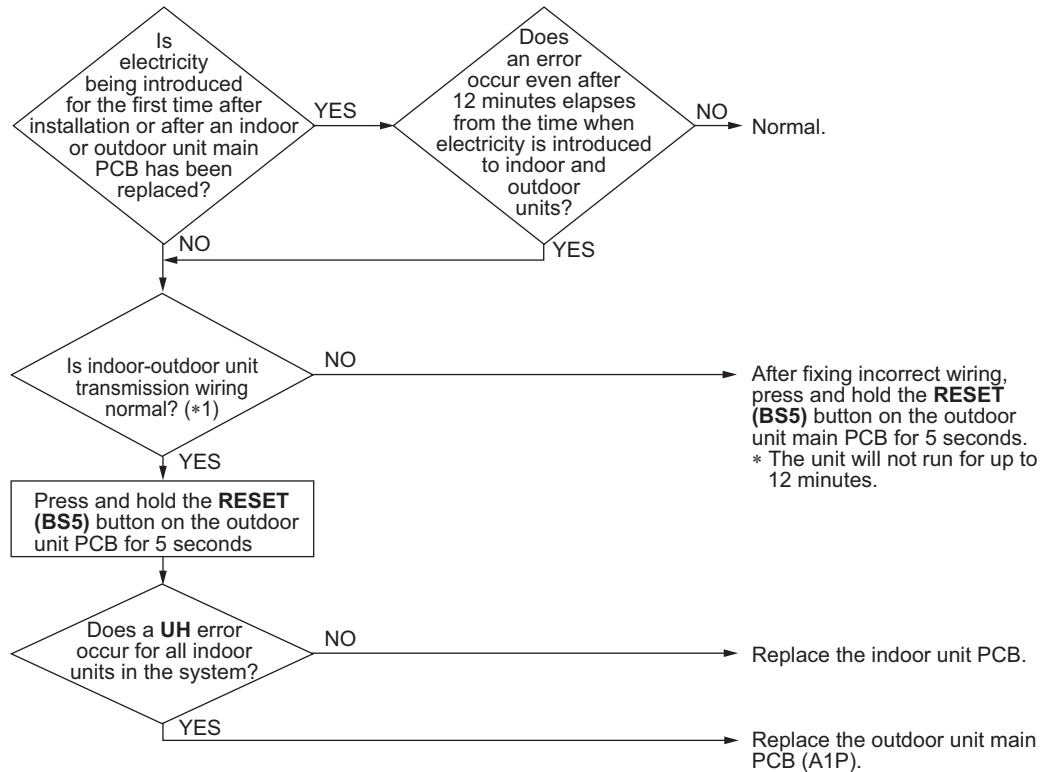 Is
electricity
being introduced
for the first time after
installation or after an indoor
or outdoor unit main
PCB has been
replaced?
YES
Does
an error
occur even after
12 minutes elapses
from the time when
electricity is introduced
to indoor and
outdoor
units?
NO
Normal.
NO
YES
Is indoor-outdoor unit
transmission wiring
normal? (∗1)
NO
After fixing incorrect wiring,
press and hold the RESET
(BS5) button on the outdoor
unit main PCB for 5 seconds.
∗ The unit will not run for up to
12 minutes.
YES
Press and hold the RESET
(BS5) button on the outdoor
unit PCB for 5 seconds
Does a UH error
occur for all indoor
units in the system?
NO
Replace the indoor unit PCB.
YES
Replace the outdoor unit main
PCB (A1P).